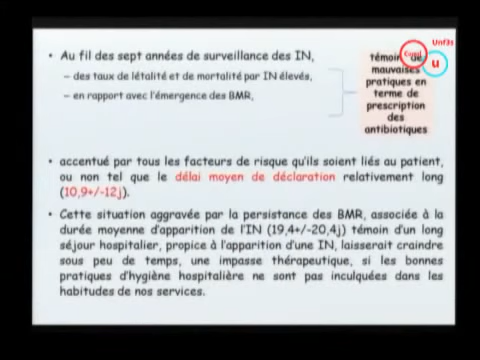 • Au fil des sept années de surveillance des IN,
– des taux de létalité et de mortalité par IN élevés,
– en rapport avec l'émergence des BMR,
mauvaises
pratiques en
terme de
prescription
des
antibiotiques
Unf3s
u
• accentué par tous les facteurs de risque qu'ils soient liés au patient,
ou non tel que le délai moyen de déclaration relativement long
(10,9+/-12j).
• Cette situation aggravée par la persistance des BMR, associée à la
durée moyenne d'apparition de l'IN (19,4+/-20,4j) témoin d'un long
séjour hospitalier, propice à l'apparition d'une IN, laisserait craindre
sous peu de temps, une impasse thérapeutique, si les bonnes
pratiques d'hygiène hospitalière ne sont pas inculquées dans les
habitudes de nos services.